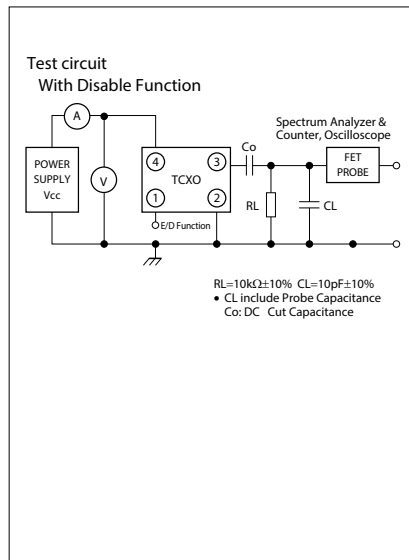 Test circuit
With Disable Function
A
Spectrum Analyzer &
Counter, Oscilloscope
Co
POWER
SUPPLY
Vcc
V
4
3
TCXO
1
2
FET
PROBE
RL
CL
E/D Function
RL=10kΩ±10% CL=10pF±10%
• CL include Probe Capacitance
Co: DC Cut Capacitance